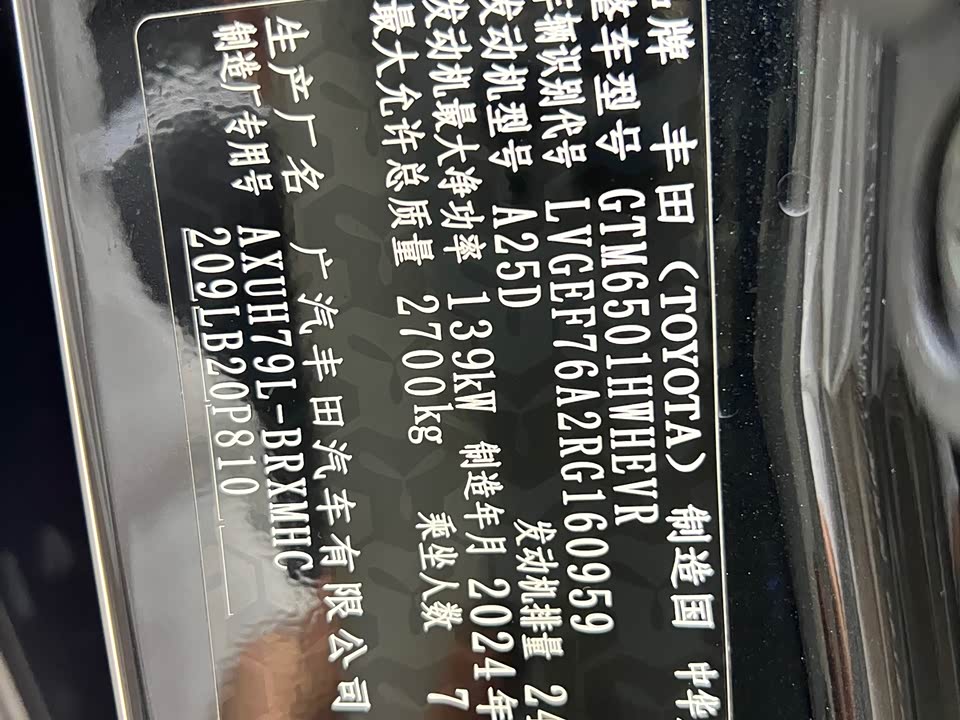 品牌 丰田（TOYOTA） 制造国 中华
整车型号 GTM6501HWHEVR
车辆识别代号 LVGEF76A2RG160959
发动机型号 A25D 发动机排量 24
发动机最大净功率 139kW 制造年月 2024年
最大允许总质量 2700kg 乘坐人数 7
生产厂名 广汽丰田汽车有限公司
制造厂专用号 AXUH79L-BRXMHC
209 LB20P810